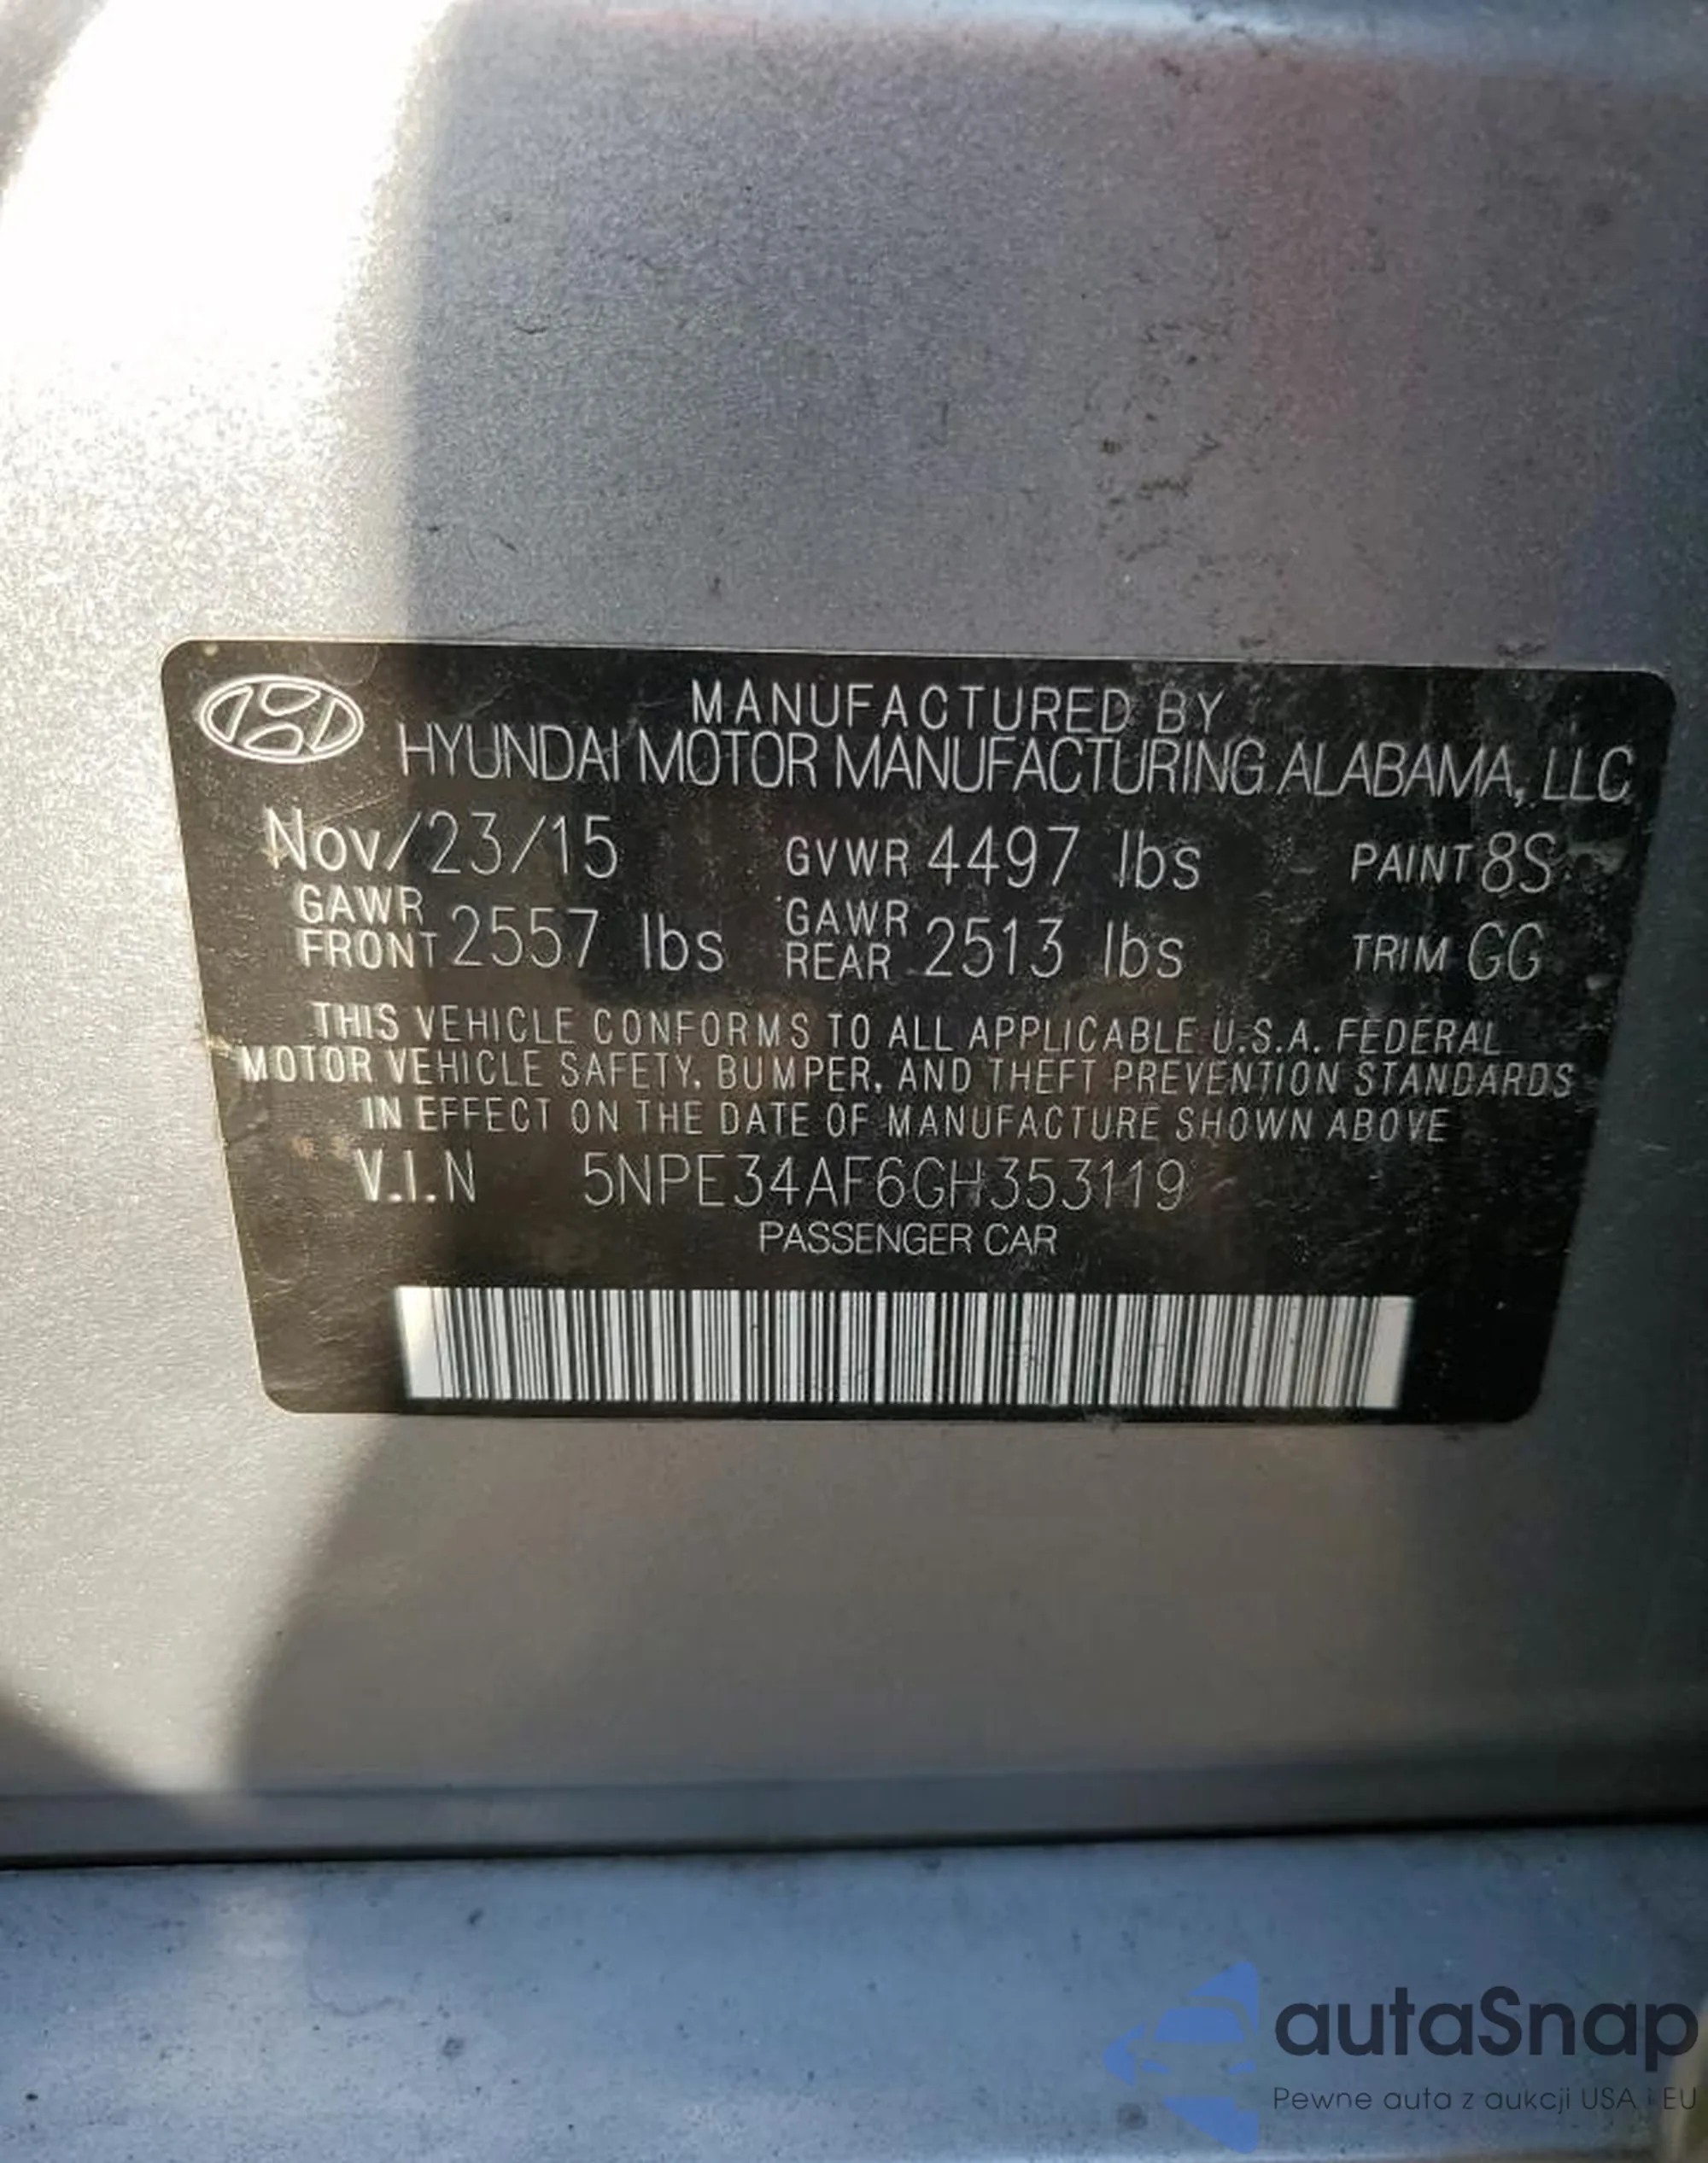 MANUFACTURED BY
HYUNDAI MOTOR MANUFACTURING ALABAMA, LLC
Nov/23/15 GVWR 4497 lbs PAINT 8S
GAWR FRONT 2557 lbs GAWR REAR 2513 lbs TRIM GG
THIS VEHICLE CONFORMS TO ALL APPLICABLE U.S.A. FEDERAL
MOTOR VEHICLE SAFETY, BUMPER, AND THEFT PREVENTION STANDARDS
IN EFFECT ON THE DATE OF MANUFACTURE SHOWN ABOVE
V.I.N 5NPE34AF6GH353119
PASSENGER CAR
autaSnap
Pewne auta z aukcji USA i EU